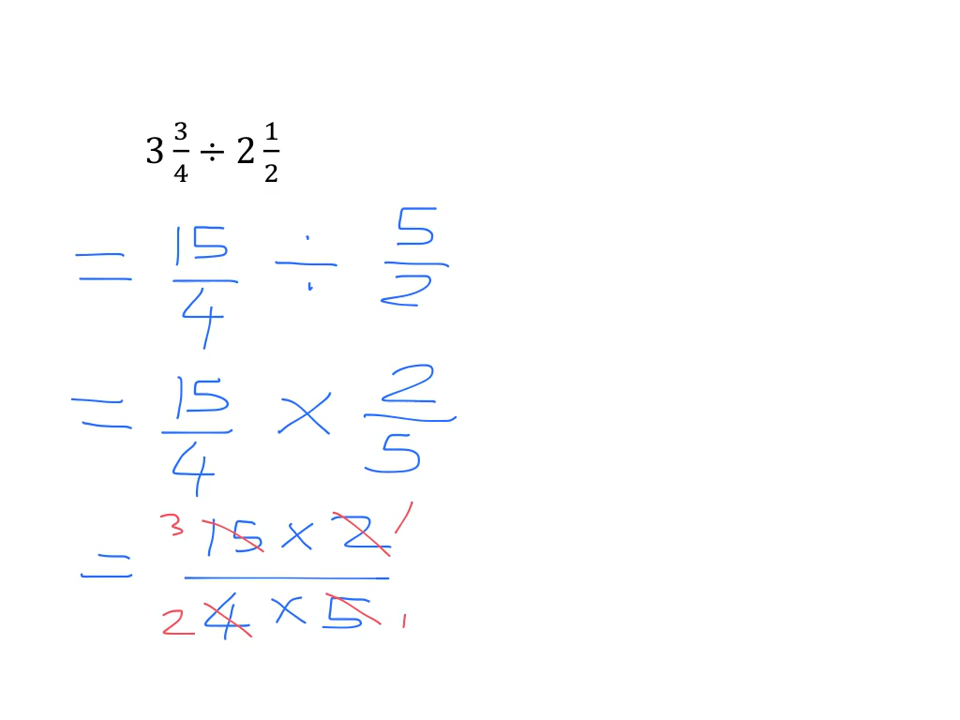 3 3/4 ÷ 2 1/2
= 15/4 ÷ 5/2
= 15/4 × 2/5
3 15 × 2 1
=
2 4 × 5 1